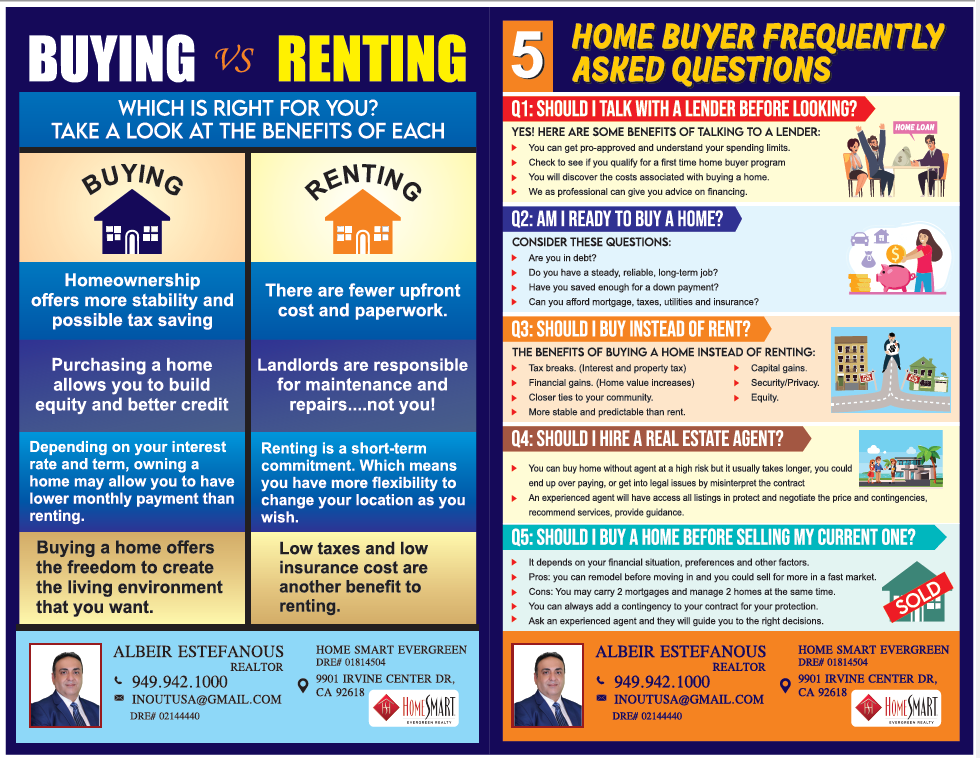 BUYING VS RENTING
WHICH IS RIGHT FOR YOU?
TAKE A LOOK AT THE BENEFITS OF EACH
BUYING
RENTING
Homeownership
offers more stability and
possible tax saving
There are fewer upfront
cost and paperwork.
Purchasing a home
allows you to build
equity and better credit
Landlords are responsible
for maintenance and
repairs....not you!
Depending on your interest
rate and term, owning a
home may allow you to have
lower monthly payment than
renting.
Renting is a short-term
commitment. Which means
you have more flexibility to
change your location as you
wish.
Buying a home offers
the freedom to create
the living environment
that you want.
Low taxes and low
insurance cost are
another benefit to
renting.
ALBEIR ESTEFANOUS
REALTOR
949.942.1000
INOUTUSA@GMAIL.COM
DRE# 02144440
HOME SMART EVERGREEN
DRE# 01814504
9901 IRVINE CENTER DR,
CA 92618
HOMESMART
EVERGREEN REALTY
5 HOME BUYER FREQUENTLY
ASKED QUESTIONS
Q1: SHOULD I TALK WITH A LENDER BEFORE LOOKING?
YES! HERE ARE SOME BENEFITS OF TALKING TO A LENDER:
You can get pro-approved and understand your spending limits.
Check to see if you qualify for a first time home buyer program
You will discover the costs associated with buying a home.
We as professional can give you advice on financing.
HOME LOAN
Q2: AM I READY TO BUY A HOME?
CONSIDER THESE QUESTIONS:
Are you in debt?
Do you have a steady, reliable, long-term job?
Have you saved enough for a down payment?
Can you afford mortgage, taxes, utilities and insurance?
Q3: SHOULD I BUY INSTEAD OF RENT?
THE BENEFITS OF BUYING A HOME INSTEAD OF RENTING:
Tax breaks. (Interest and property tax)
Financial gains. (Home value increases)
Closer ties to your community.
More stable and predictable than rent.
Capital gains.
Security/Privacy.
Equity.
Q4: SHOULD I HIRE A REAL ESTATE AGENT?
You can buy home without agent at a high risk but it usually takes longer, you could
end up over paying, or get into legal issues by misinterpret the contract
An experienced agent will have access all listings in protect and negotiate the price and contingencies,
recommend services, provide guidance.
Q5: SHOULD I BUY A HOME BEFORE SELLING MY CURRENT ONE?
It depends on your financial situation, preferences and other factors.
Pros: you can remodel before moving in and you could sell for more in a fast market.
Cons: You may carry 2 mortgages and manage 2 homes at the same time.
You can always add a contingency to your contract for your protection.
Ask an experienced agent and they will guide you to the right decisions.
SOLD
ALBEIR ESTEFANOUS
REALTOR
949.942.1000
INOUTUSA@GMAIL.COM
DRE# 02144440
HOME SMART EVERGREEN
DRE# 01814504
9901 IRVINE CENTER DR,
CA 92618
HOMESMART
EVERGREEN REALTY